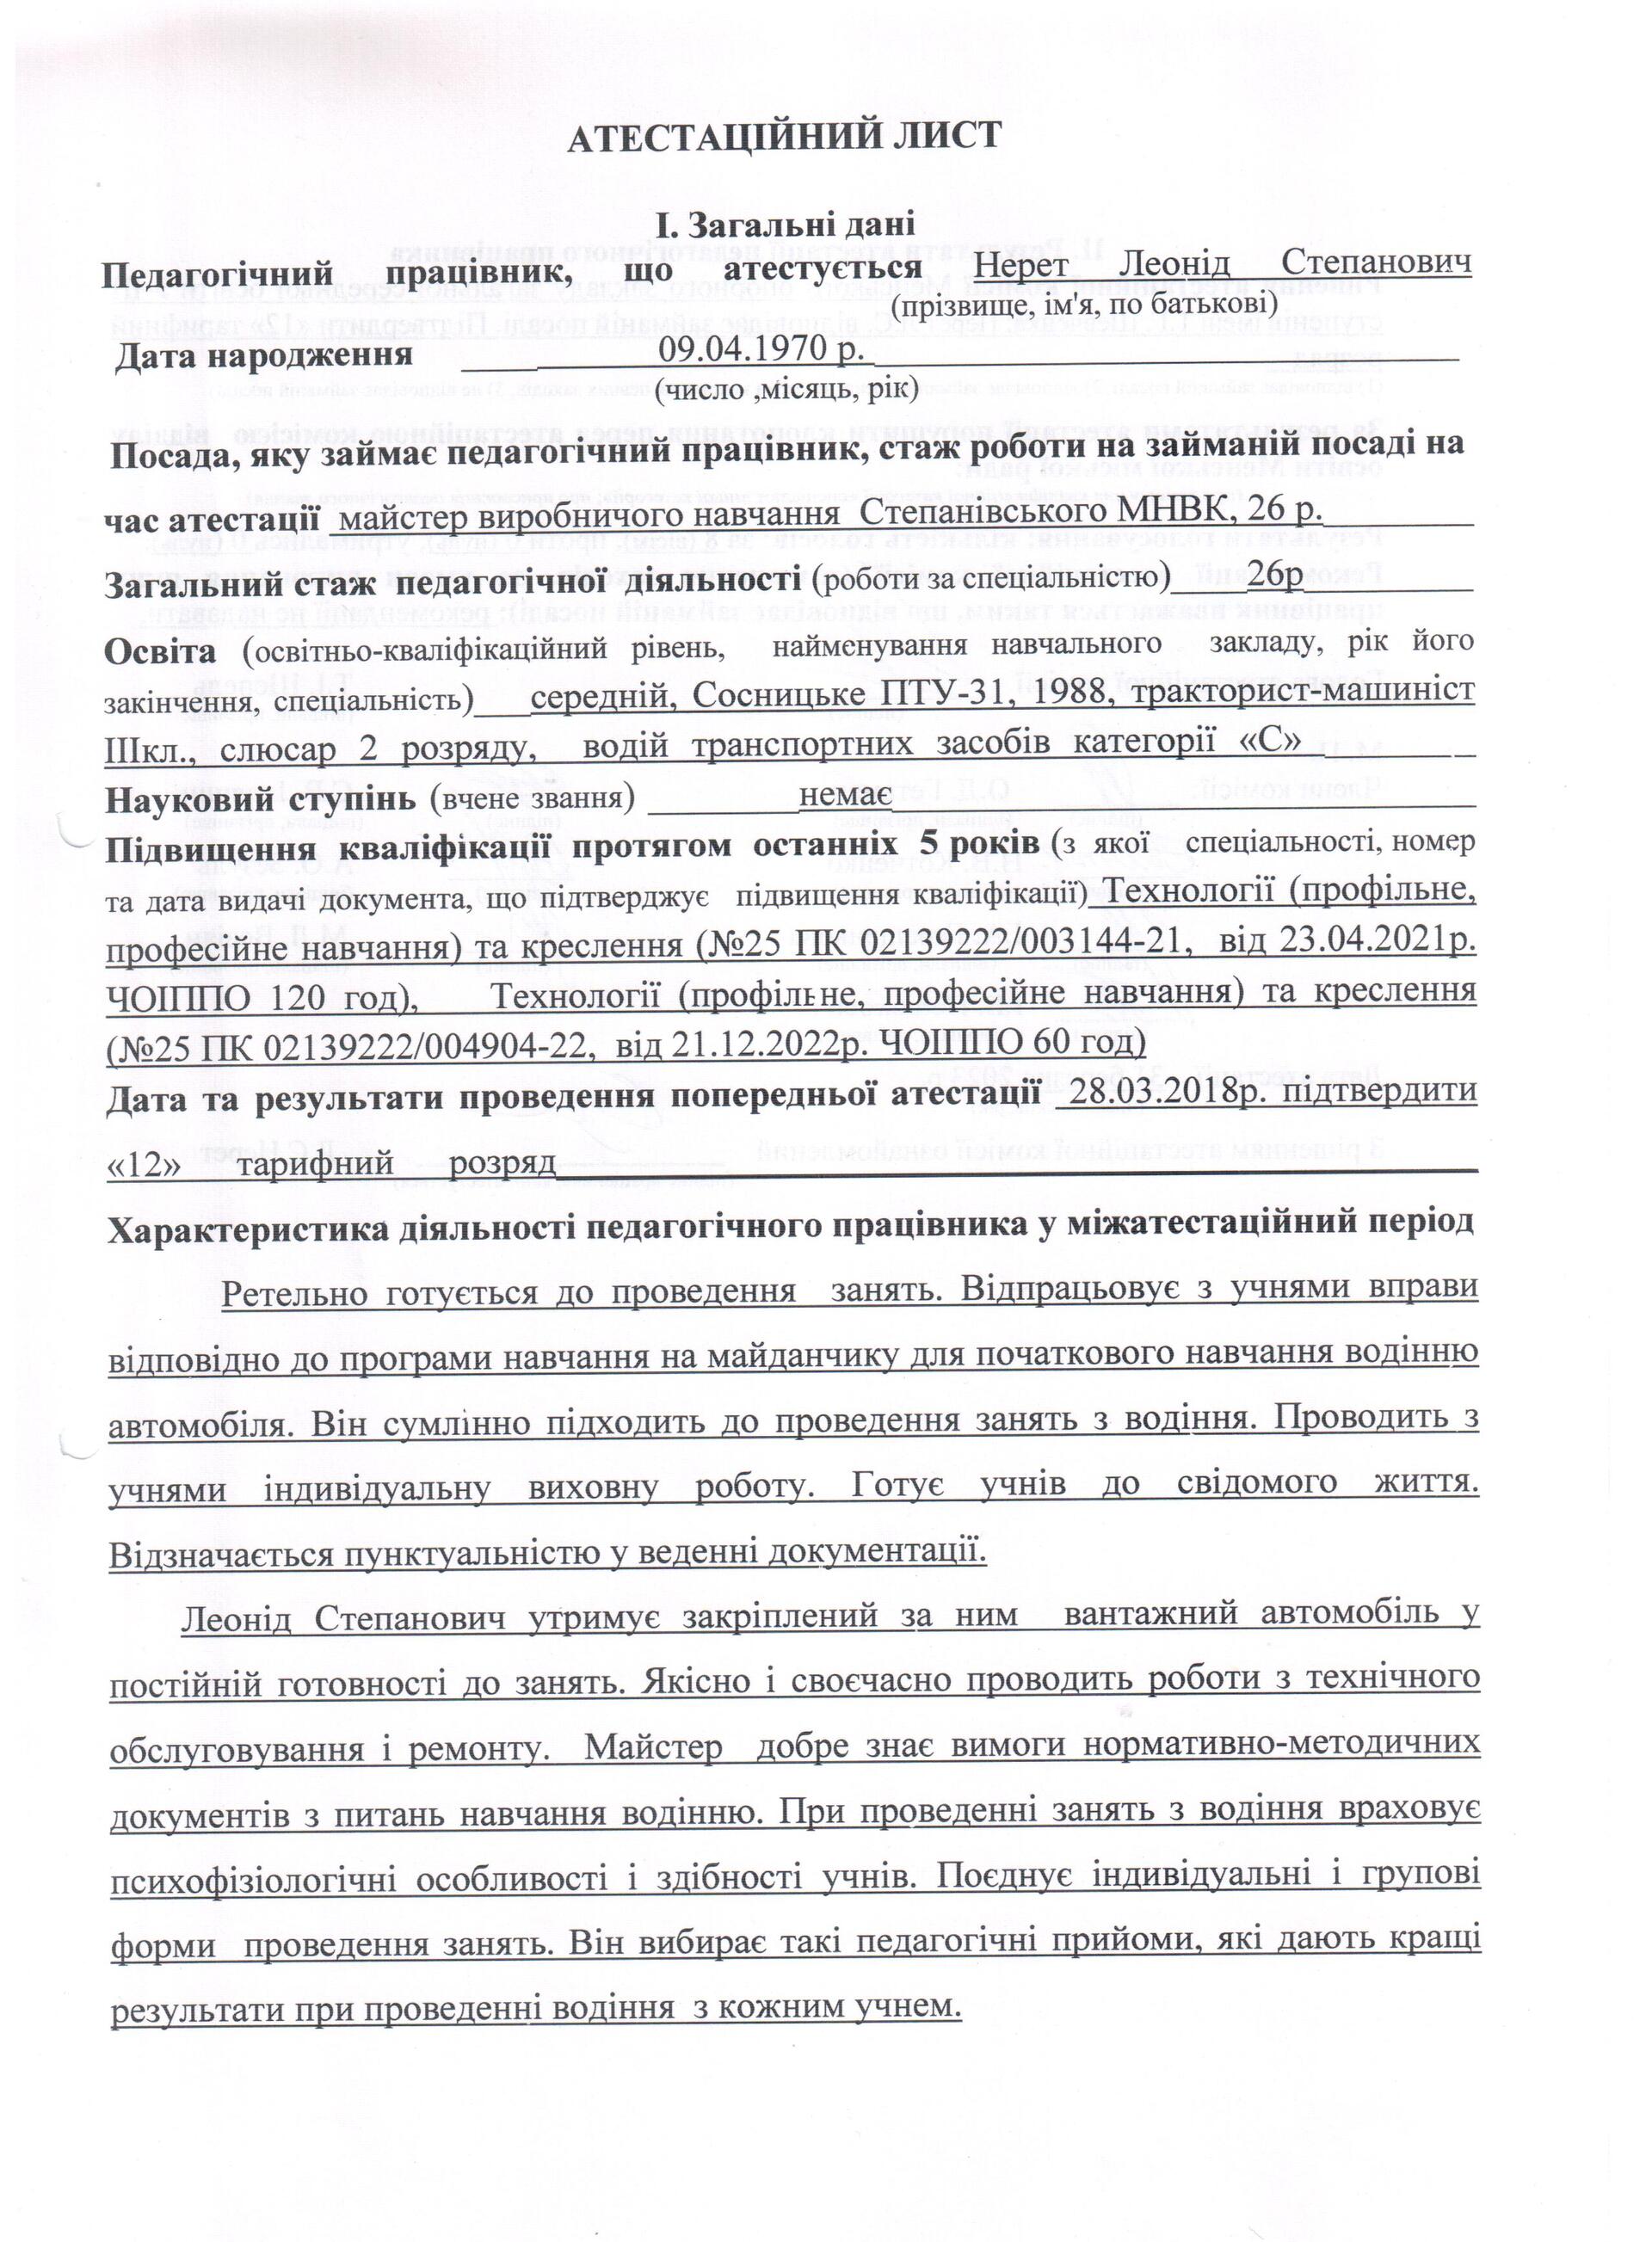 АТЕСТАЦІЙНИЙ ЛИСТ
І. Загальні дані
Педагогічний працівник, що атестується Нерет Леонід Степанович
(прізвище, ім'я, по батькові)
Дата народження 09.04.1970 р.
(число ,місяць, рік)
Посада, яку займає педагогічний працівник, стаж роботи на займаній посаді на
час атестації майстер виробничого навчання Степанівського МНВК, 26 р.
Загальний стаж педагогічної діяльності (роботи за спеціальністю) 26р
Освіта (освітньо-кваліфікаційний рівень, найменування навчального закладу, рік його
закінчення, спеціальність) середній, Сосницьке ПТУ-31, 1988, тракторист-машиніст
ІІІкл., слюсар 2 розряду, водій транспортних засобів категорії «С»
Науковий ступінь (вчене звання) немає
Підвищення кваліфікації протягом останніх 5 років (з якої спеціальності, номер
та дата видачі документа, що підтверджує підвищення кваліфікації) Технології (профільне,
професійне навчання) та креслення (№25 ПК 02139222/003144-21, від 23.04.2021р.
ЧОІППО 120 год), Технології (профільне, професійне навчання) та креслення
(№25 ПК 02139222/004904-22, від 21.12.2022р. ЧОІППО 60 год)
Дата та результати проведення попередньої атестації 28.03.2018р. підтвердити
«12» тарифний розряд
Характеристика діяльності педагогічного працівника у міжатестаційний період
Ретельно готується до проведення занять. Відпрацьовує з учнями вправи
відповідно до програми навчання на майданчику для початкового навчання водінню
автомобіля. Він сумлінно підходить до проведення занять з водіння. Проводить з
учнями індивідуальну виховну роботу. Готує учнів до свідомого життя.
Відзначається пунктуальністю у веденні документації.
Леонід Степанович утримує закріплений за ним вантажний автомобіль у
постійній готовності до занять. Якісно і своєчасно проводить роботи з технічного
обслуговування і ремонту. Майстер добре знає вимоги нормативно-методичних
документів з питань навчання водінню. При проведенні занять з водіння враховує
психофізіологічні особливості і здібності учнів. Поєднує індивідуальні і групові
форми проведення занять. Він вибирає такі педагогічні прийоми, які дають кращі
результати при проведенні водіння з кожним учнем.